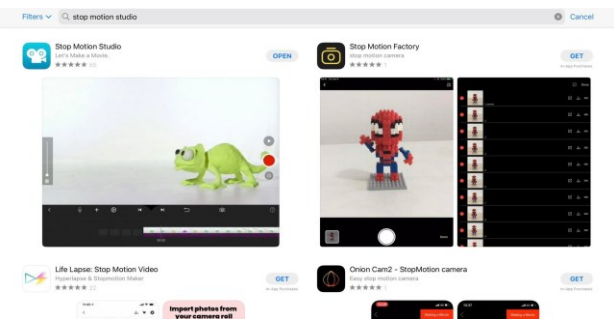 Filters
stop motion studio
Cancel
Stop Motion Studio
Let's Make a Movie.
OPEN
Stop Motion Factory
stop motion camera
GET
In-App Purchases
Life Lapse: Stop Motion Video
Hyperlapse & Stopmotion Maker
GET
In-App Purchases
Onion Cam2 - StopMotion camera
Easy stop motion camera
GET
In-App Purchases
Import photos from
your camera roll